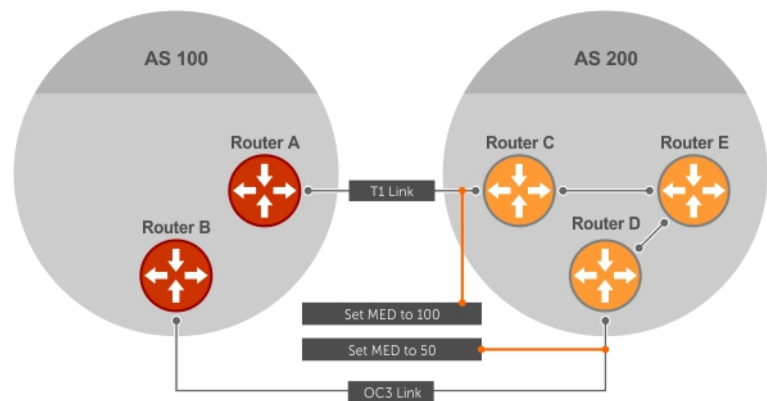 AS 100
AS 200
Router A
Router C
Router E
T1 Link
Router B
Router D
Set MED to 100
Set MED to 50
OC3 Link